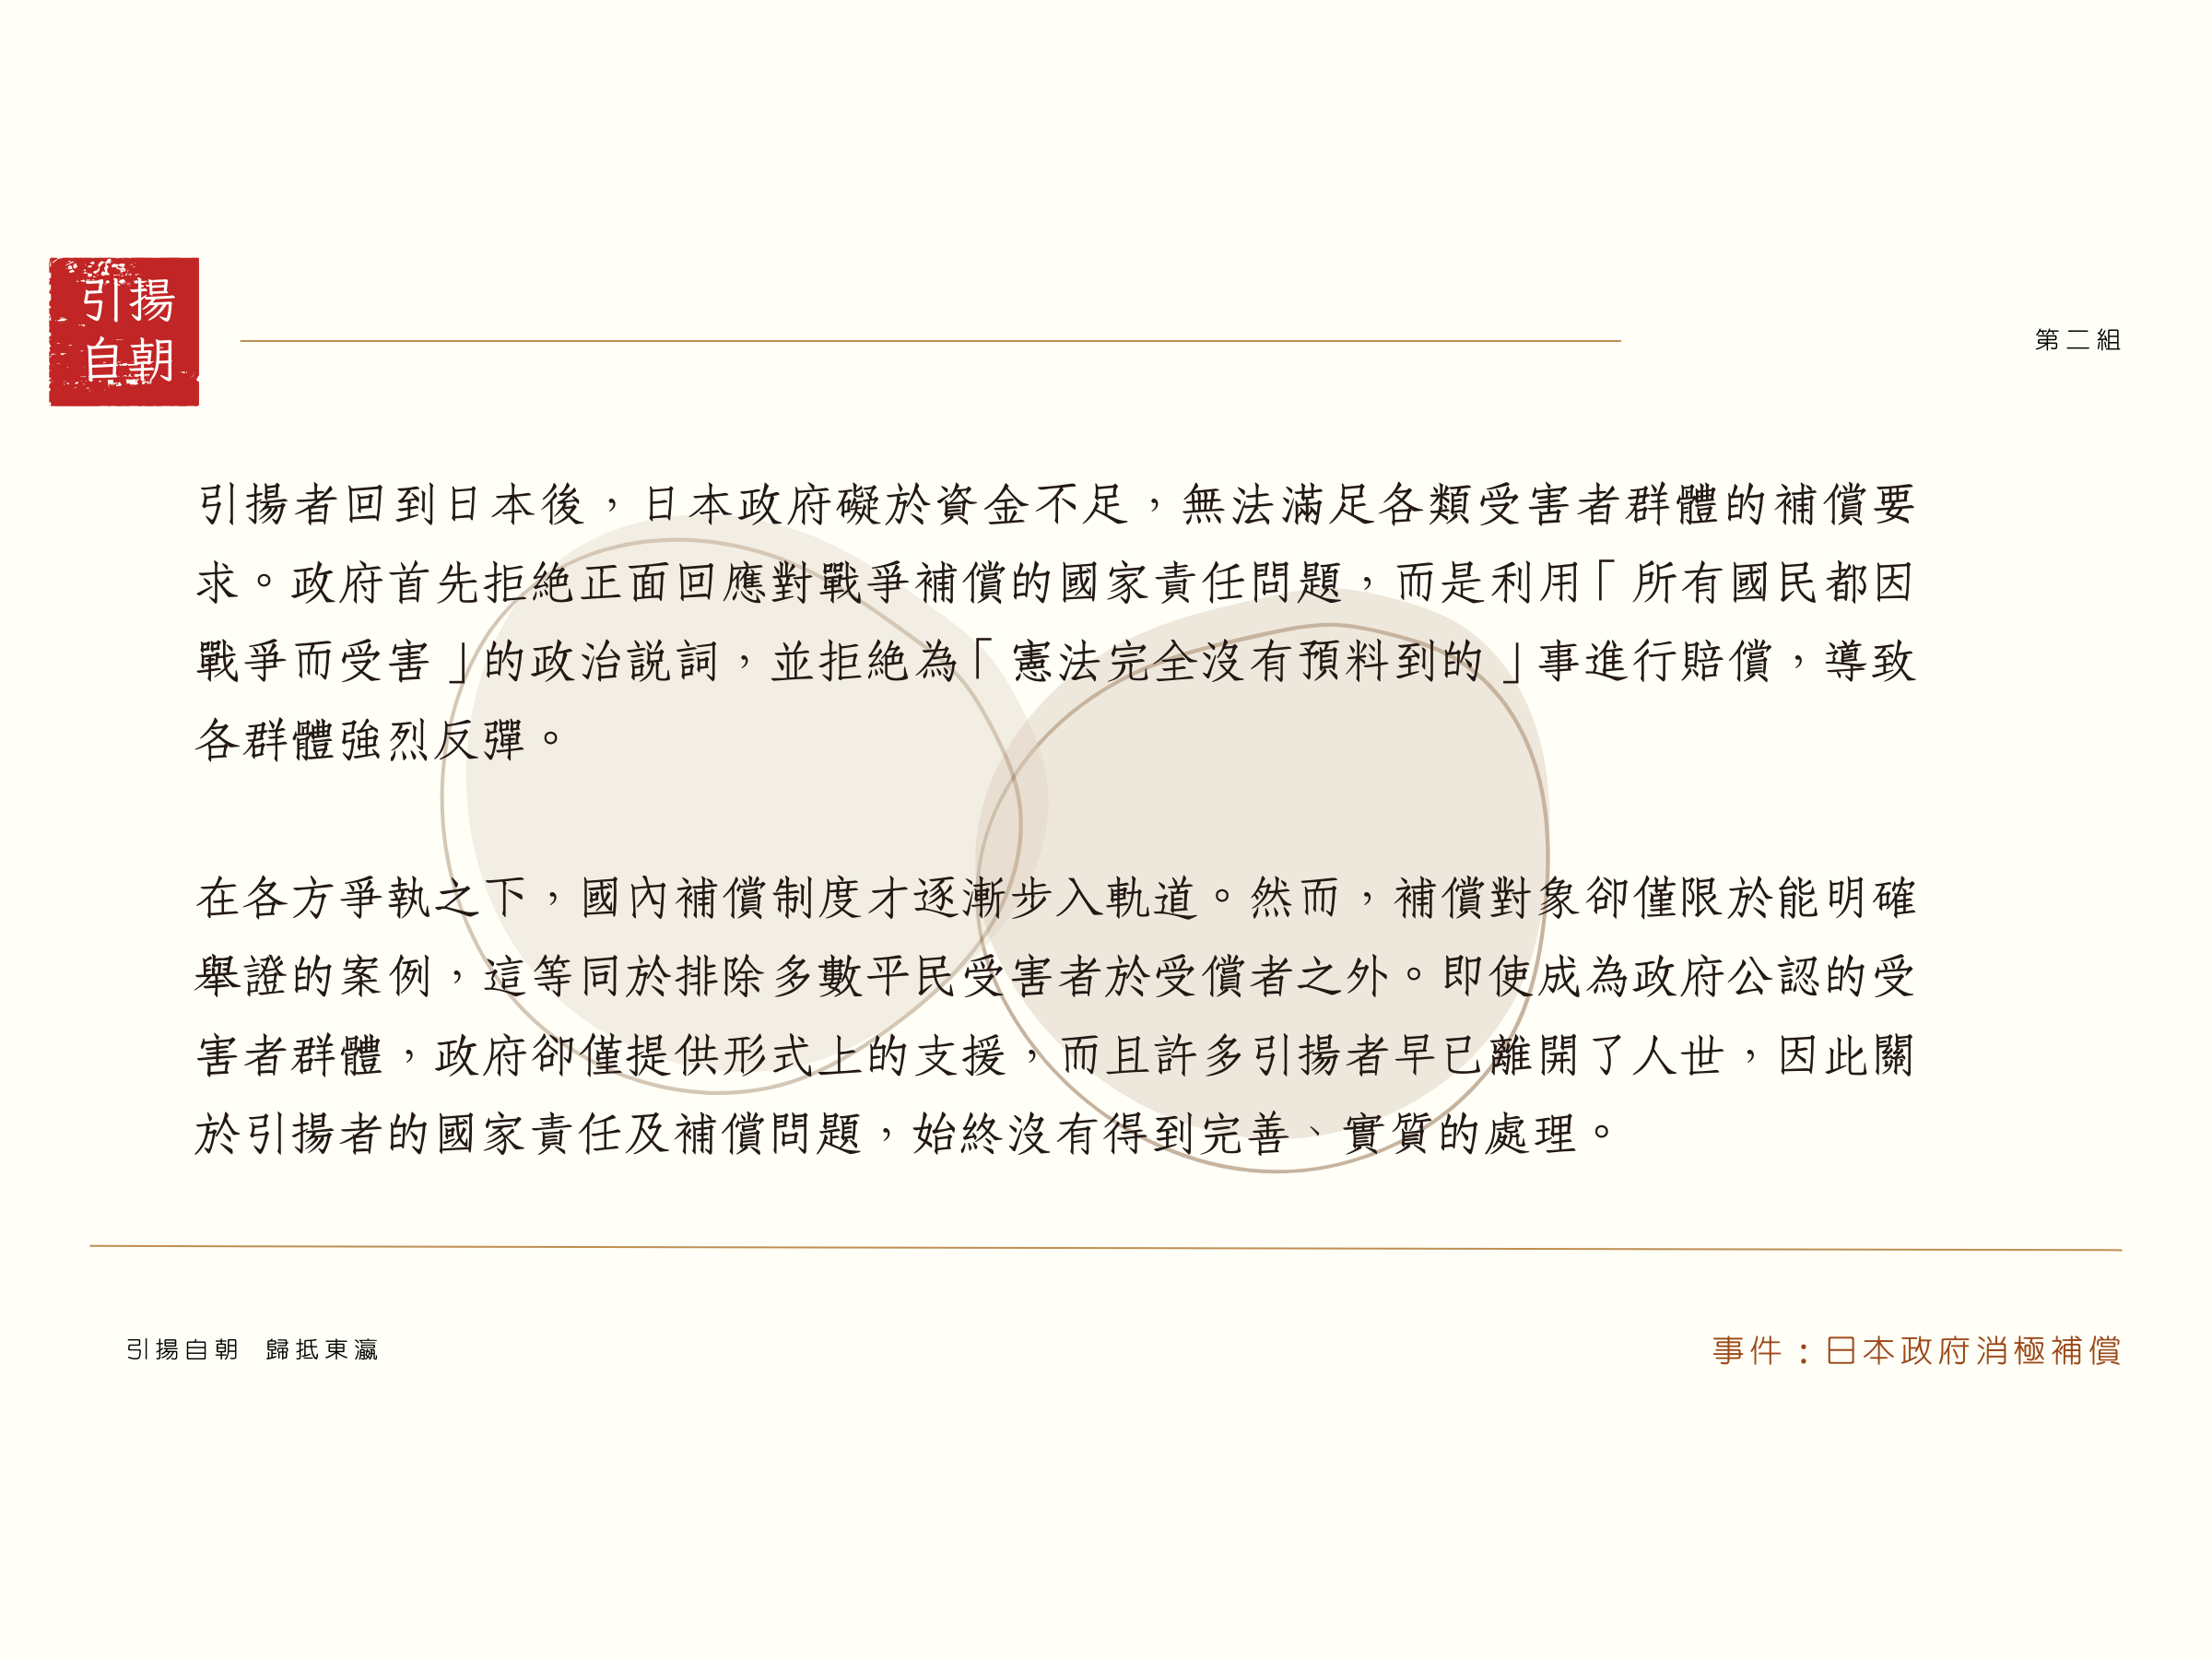 引揚
自朝
第二組
引揚者回到日本後，日本政府礙於資金不足，無法滿足各類受害者群體的補償要
求。政府首先拒絕正面回應對戰爭補償的國家責任問題，而是利用「所有國民都因
戰爭而受害」的政治說詞，並拒絕為「憲法完全沒有預料到的」事進行賠償，導致
各群體強烈反彈。
在各方爭執之下，國內補償制度才逐漸步入軌道。然而，補償對象卻僅限於能明確
舉證的案例，這等同於排除多數平民受害者於受償者之外。即使成為政府公認的受
害者群體，政府卻僅提供形式上的支援，而且許多引揚者早已離開了人世，因此關
於引揚者的國家責任及補償問題，始終沒有得到完善、實質的處理。
引揚自朝 歸抵東瀛
事件：日本政府消極補償